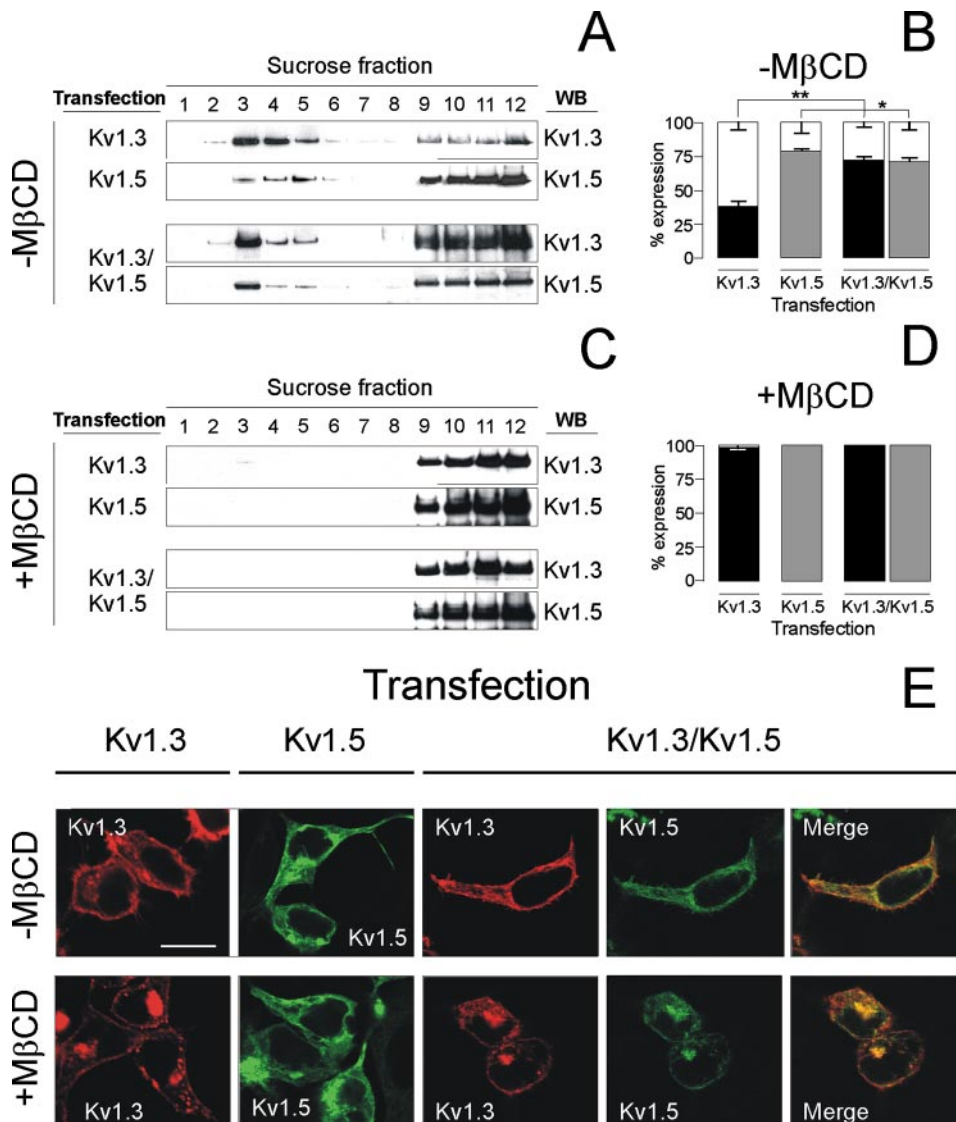 A
Sucrose fraction
Transfection 1 2 3 4 5 6 7 8 9 10 11 12 WB
-MβCD
Kv1.3 Kv1.3
Kv1.5 Kv1.5
Kv1.3/
Kv1.5
Kv1.3
Kv1.5
B
-MβCD
** *
% expression
100
75
50
25
0
Kv1.3 Kv1.5 Kv1.3/Kv1.5
Transfection
C
Sucrose fraction
Transfection 1 2 3 4 5 6 7 8 9 10 11 12 WB
+MβCD
Kv1.3 Kv1.3
Kv1.5 Kv1.5
Kv1.3/
Kv1.5
Kv1.3
Kv1.5
D
+MβCD
% expression
100
75
50
25
0
Kv1.3 Kv1.5 Kv1.3/Kv1.5
Transfection
E
Transfection
Kv1.3 Kv1.5 Kv1.3/Kv1.5
-MβCD
Kv1.3 Kv1.5 Kv1.3 Kv1.5 Merge
+MβCD
Kv1.3 Kv1.5 Kv1.3 Kv1.5 Merge